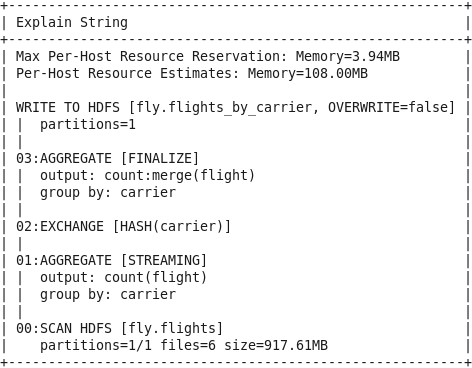 +----------------------------------------------------------+
| Explain String                                           |
+----------------------------------------------------------+
| Max Per-Host Resource Reservation: Memory=3.94MB         |
| Per-Host Resource Estimates: Memory=108.00MB             |
|                                                          |
| WRITE TO HDFS [fly.flights_by_carrier, OVERWRITE=false]  |
| |  partitions=1                                          |
| |                                                        |
| 03:AGGREGATE [FINALIZE]                                  |
| |  output: count:merge(flight)                           |
| |  group by: carrier                                     |
| |                                                        |
| 02:EXCHANGE [HASH(carrier)]                              |
| |                                                        |
| 01:AGGREGATE [STREAMING]                                 |
| |  output: count(flight)                                 |
| |  group by: carrier                                     |
| |                                                        |
| 00:SCAN HDFS [fly.flights]                               |
|    partitions=1/1 files=6 size=917.61MB                  |
+----------------------------------------------------------+